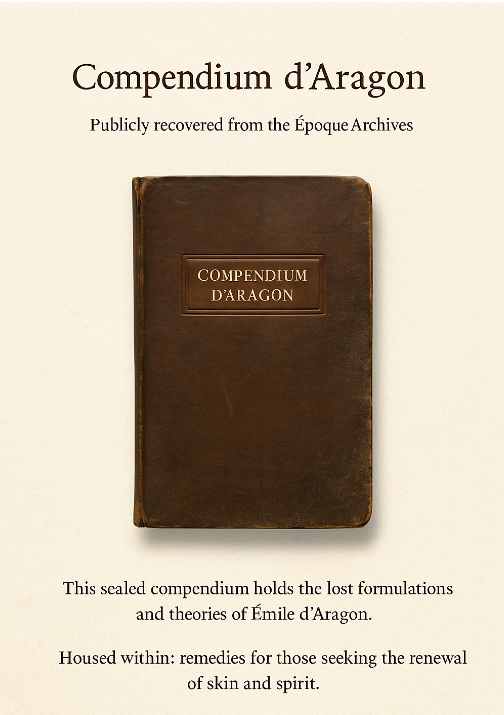 Compendium d’Aragon
Publicly recovered from the Époque Archives
COMPENDIUM
D’ARAGON
This sealed compendium holds the lost formulations
and theories of Émile d’Aragon.
Housed within: remedies for those seeking the renewal
of skin and spirit.